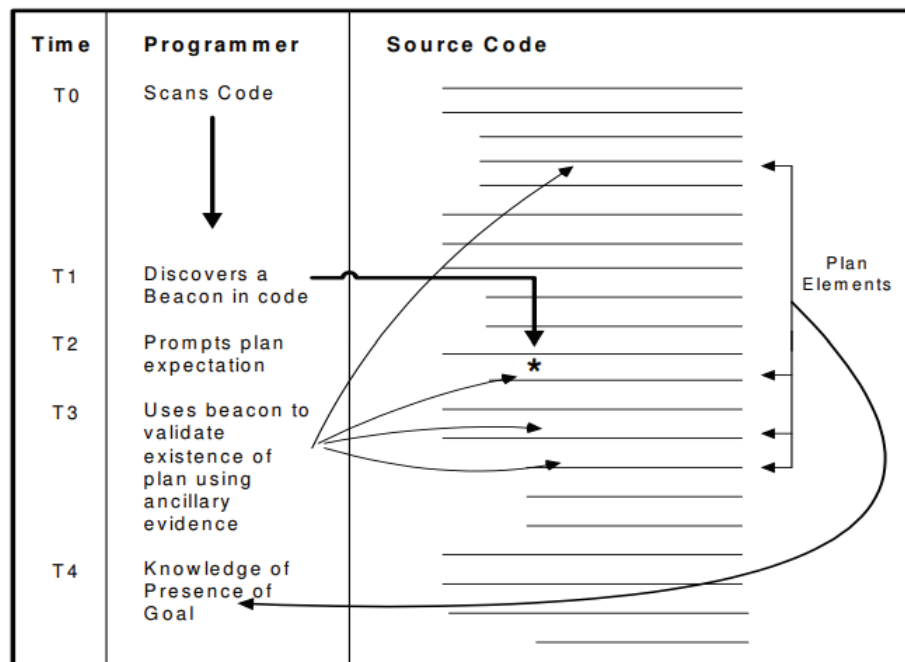 Time Programmer Source Code
T0 Scans Code
T1 Discovers a
Beacon in code
Plan
Elements
T2 Prompts plan
expectation
*
T3 Uses beacon to
validate
existence of
plan using
ancillary
evidence
T4 Knowledge of
Presence of
Goal